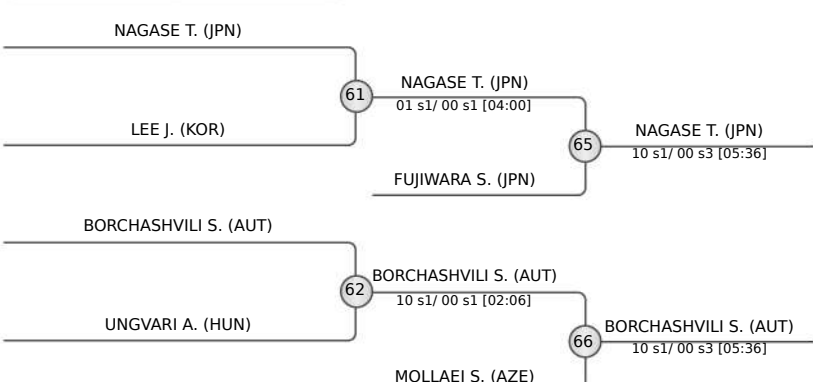 NAGASE T. (JPN)
61
NAGASE T. (JPN)
01 s1/ 00 s1 [04:00]
LEE J. (KOR)
65
NAGASE T. (JPN)
10 s1/ 00 s3 [05:36]
FUJIWARA S. (JPN)
BORCHASHVILI S. (AUT)
62
BORCHASHVILI S. (AUT)
10 s1/ 00 s1 [02:06]
UNGVARI A. (HUN)
66
BORCHASHVILI S. (AUT)
10 s1/ 00 s3 [05:36]
MOLLAEI S. (AZE)